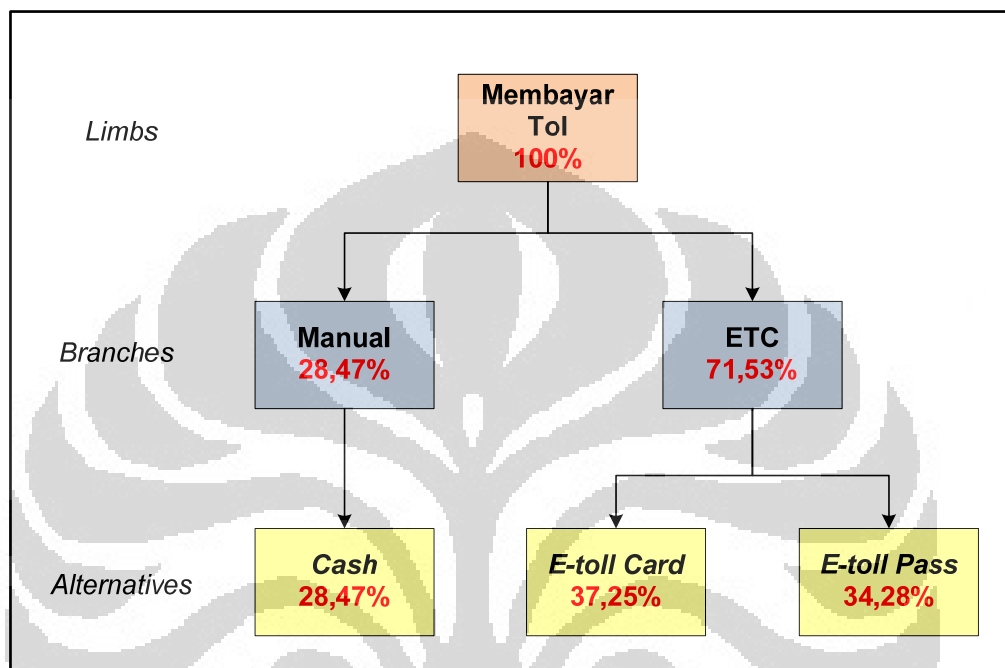 Membayar
Tol
100%
Limbs
Manual
28,47%
ETC
71,53%
Branches
Cash
28,47%
E-toll Card
37,25%
E-toll Pass
34,28%
Alternatives